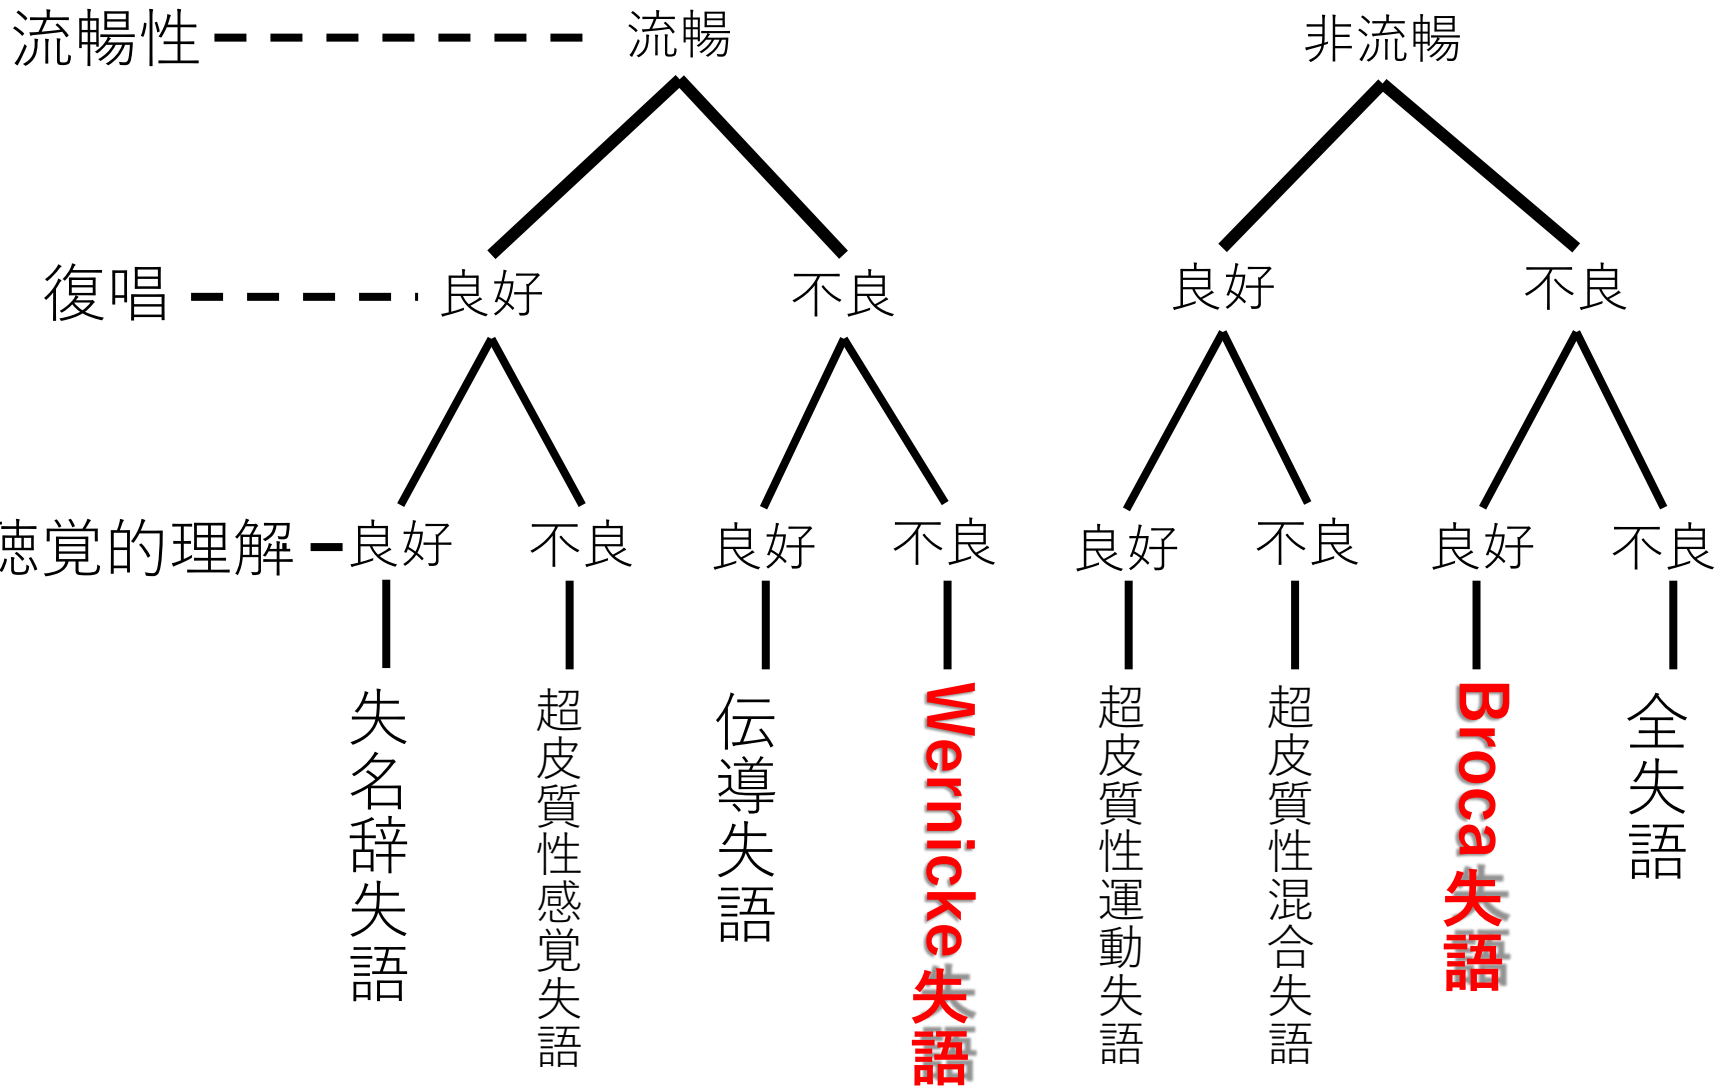 流暢性
流暢
非流暢
復唱
良好
不良
良好
不良
聴覚的理解
良好
不良
良好
不良
良好
不良
良好
不良
失名辞失語
超皮質性感覚失語
伝導失語
Wernicke失語
超皮質性運動失語
超皮質性混合失語
Broca失語
全失語